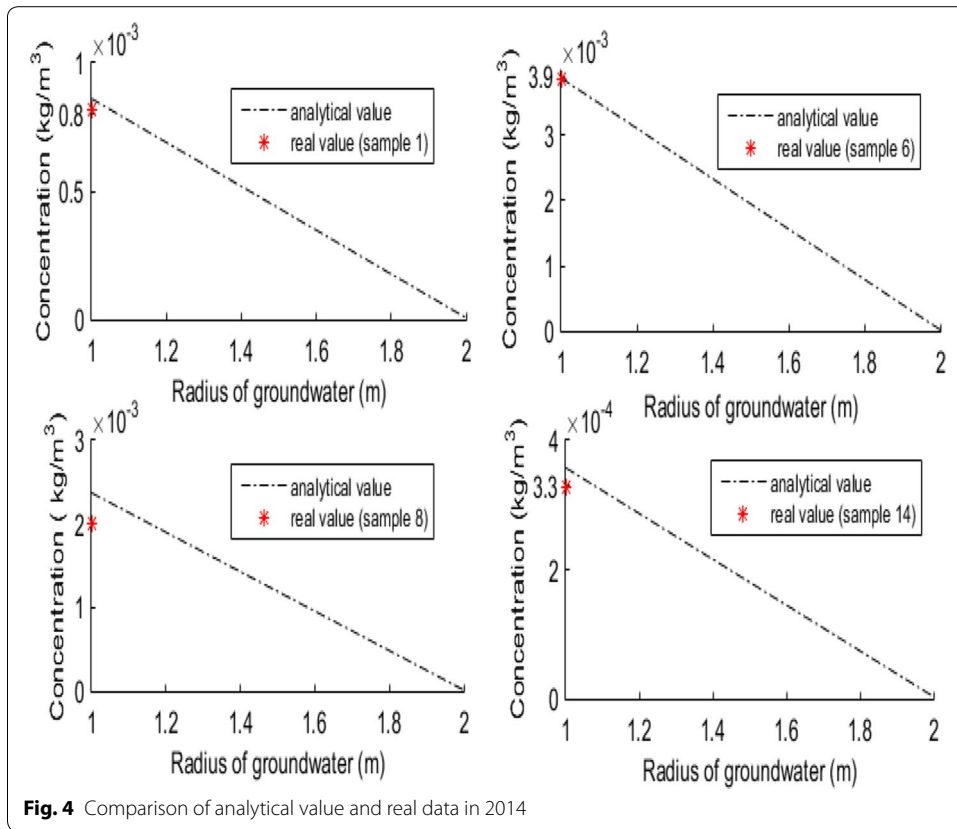 ×10⁻³
1
0.8
0.5
0
Concentration (kg/m³)
analytical value
real value (sample 1)
1 1.2 1.4 1.6 1.8 2
Radius of groundwater (m)
×10⁻³
3.9
3
2
1
0
Concentration (kg/m³)
analytical value
real value (sample 6)
1 1.2 1.4 1.6 1.8 2
Radius of groundwater (m)
×10⁻³
3
2
1
0
Concentration ( kg/m³)
analytical value
real value (sample 8)
1 1.2 1.4 1.6 1.8 2
Radius of groundwater (m)
×10⁻⁴
4
3.3
2
0
Concentration (kg/m³)
analytical value
real value (sample 14)
1 1.2 1.4 1.6 1.8 2
Radius of groundwater (m)
Fig. 4 Comparison of analytical value and real data in 2014